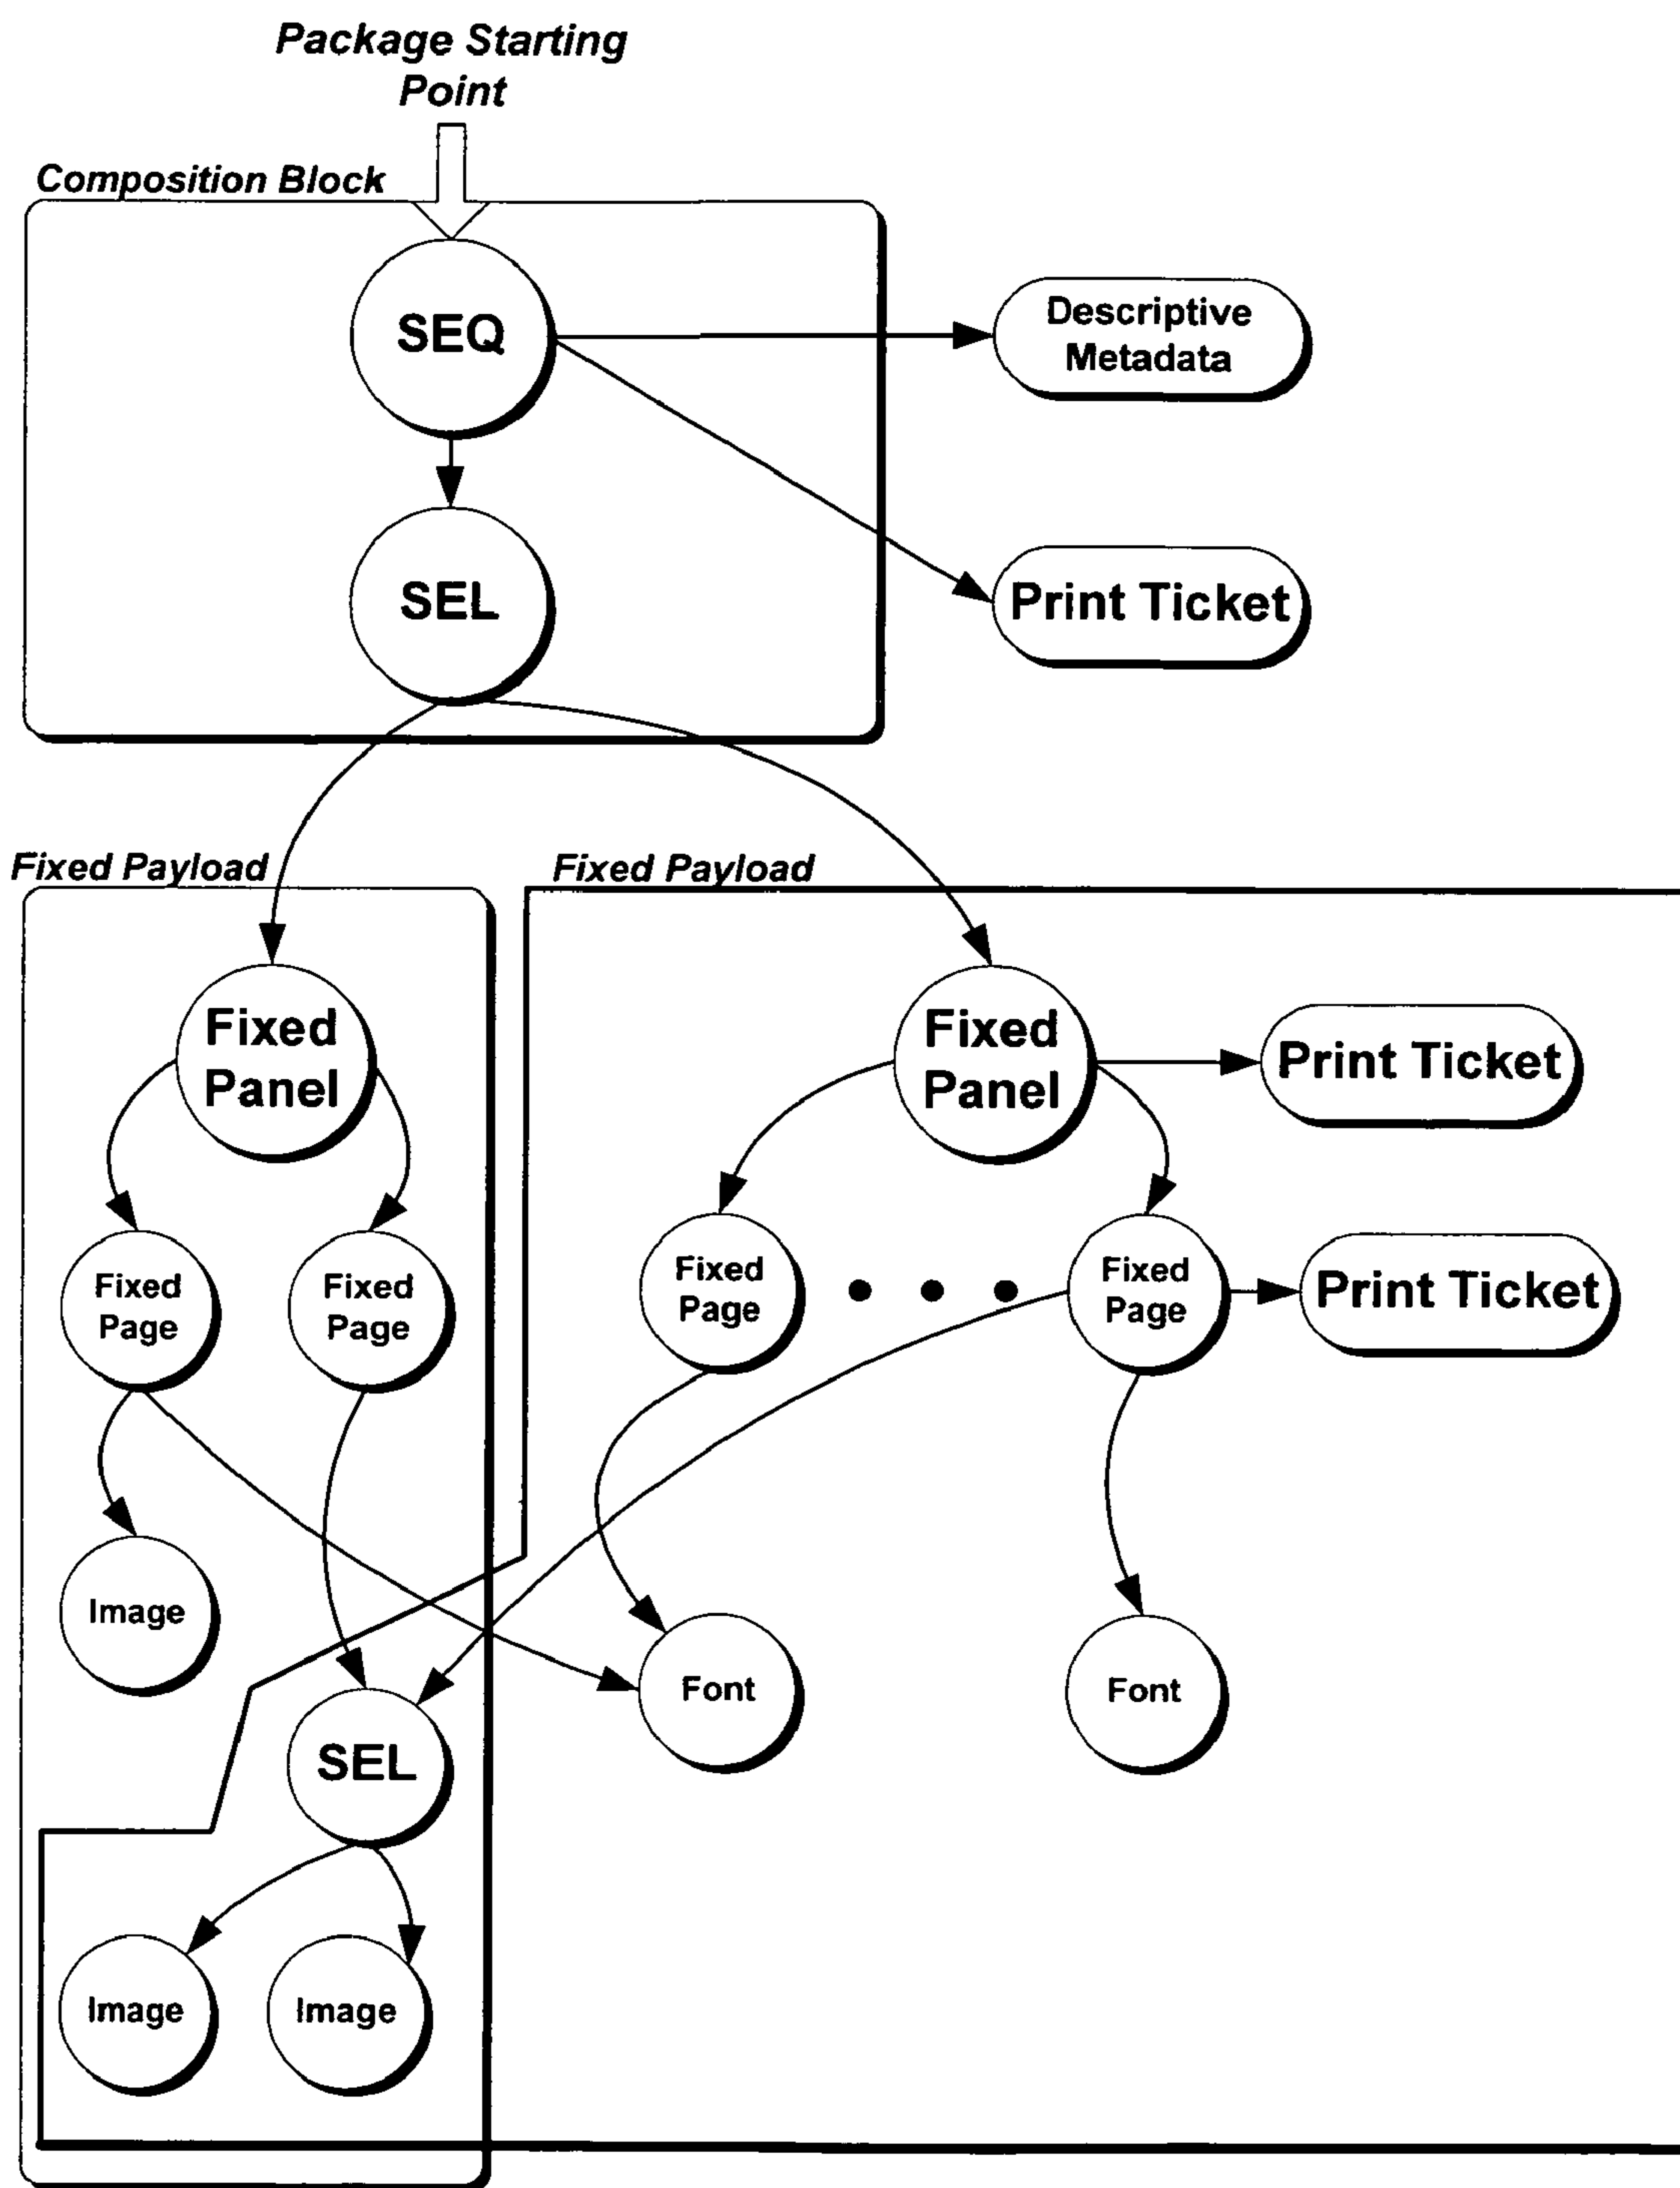 Package Starting
Point
Composition Block
SEQ
Descriptive
Metadata
SEL
Print Ticket
Fixed Payload
Fixed Payload
Fixed
Panel
Fixed
Panel
Print Ticket
Fixed
Page
Fixed
Page
Fixed
Page
Fixed
Page
Print Ticket
Image
Font
Font
SEL
Image
Image